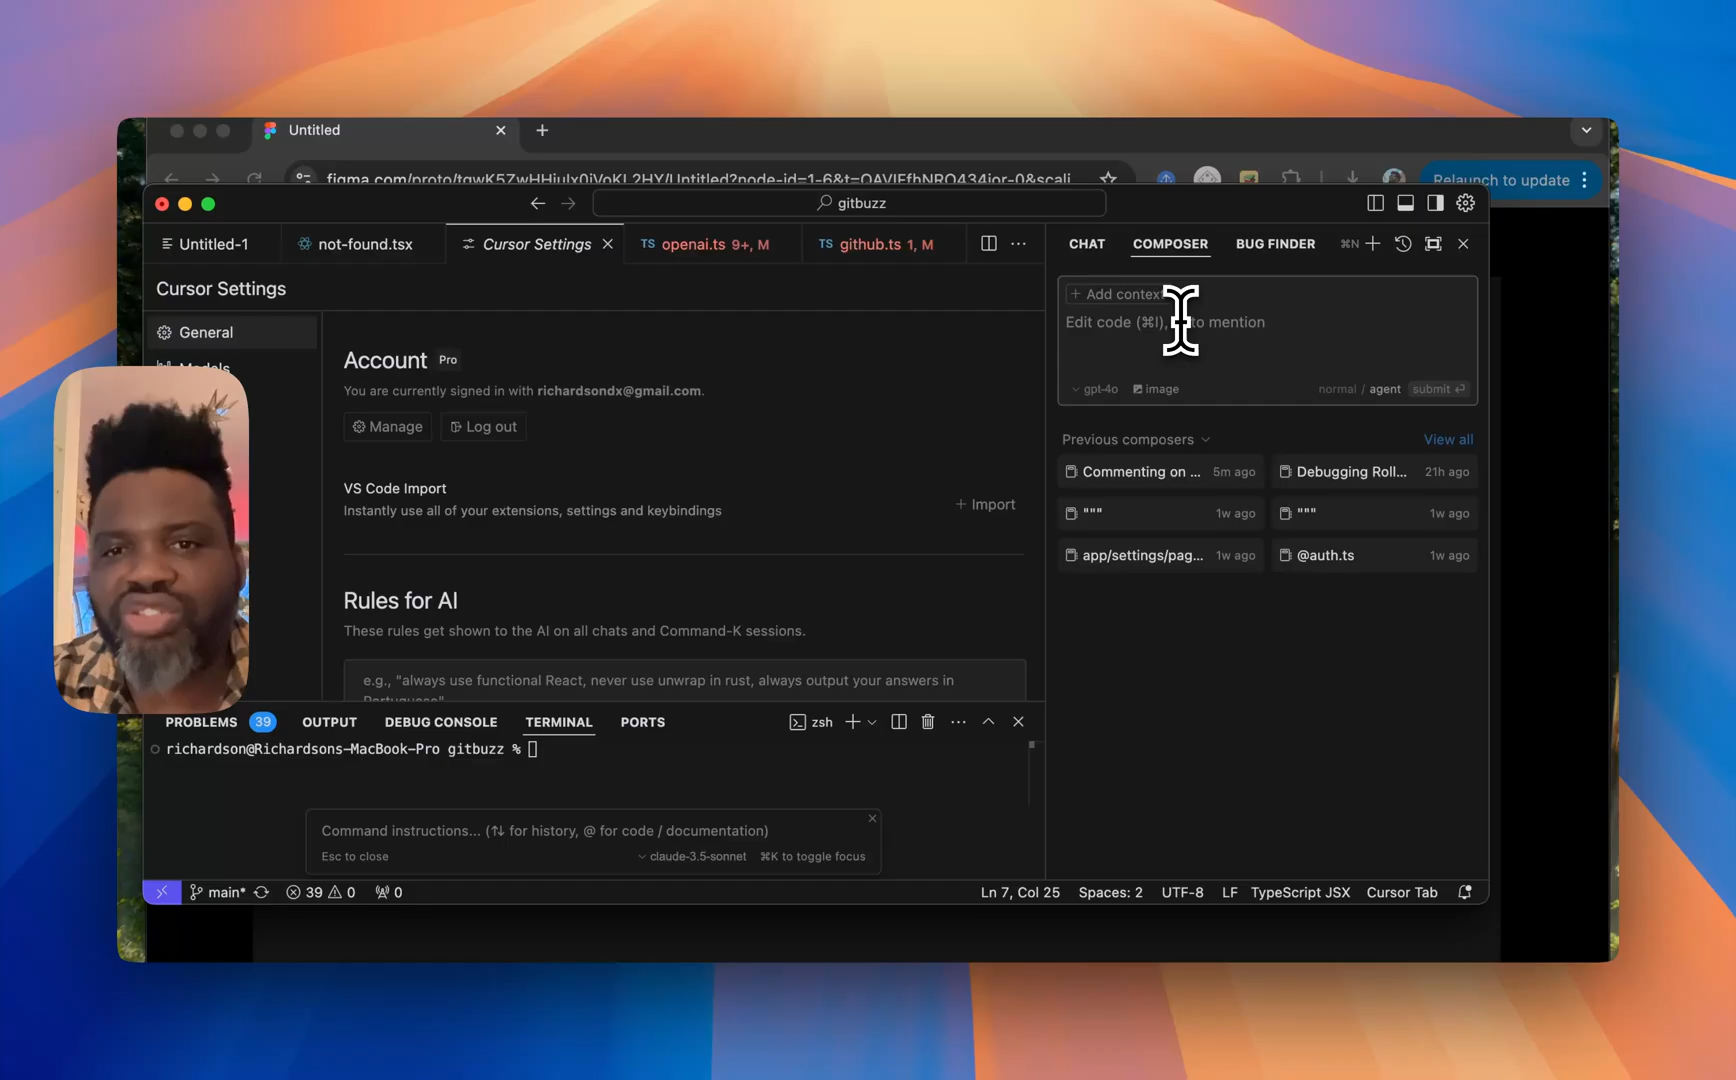 Untitled
figma.com/proto/
Untitled?node-id=1-6&t=
Relaunch to update
gitbuzz
Untitled-1
not-found.tsx
Cursor Settings
TS openai.ts 9+, M
TS github.ts 1, M
CHAT
COMPOSER
BUG FINDER
⌘N
Cursor Settings
General
Models
Account Pro
You are currently signed in with richardsondx@gmail.com.
Manage
Log out
VS Code Import
Instantly use all of your extensions, settings and keybindings
+ Import
Rules for AI
These rules get shown to the AI on all chats and Command-K sessions.
e.g., "always use functional React, never use unwrap in rust, always output your answers in
Portuguese"
+ Add context
Edit code (⌘I), to mention
gpt-4o
image
normal / agent submit ⏎
Previous composers
View all
Commenting on ... 5m ago
Debugging Roll... 21h ago
""" 1w ago
""" 1w ago
app/settings/pag... 1w ago
@auth.ts 1w ago
PROBLEMS 39
OUTPUT
DEBUG CONSOLE
TERMINAL
PORTS
zsh
richardson@Richardsons-MacBook-Pro gitbuzz %
Command instructions... (⇅ for history, @ for code / documentation)
Esc to close
claude-3.5-sonnet
⌘K to toggle focus
main*
39 0
0
Ln 7, Col 25
Spaces: 2
UTF-8
LF
TypeScript JSX
Cursor Tab